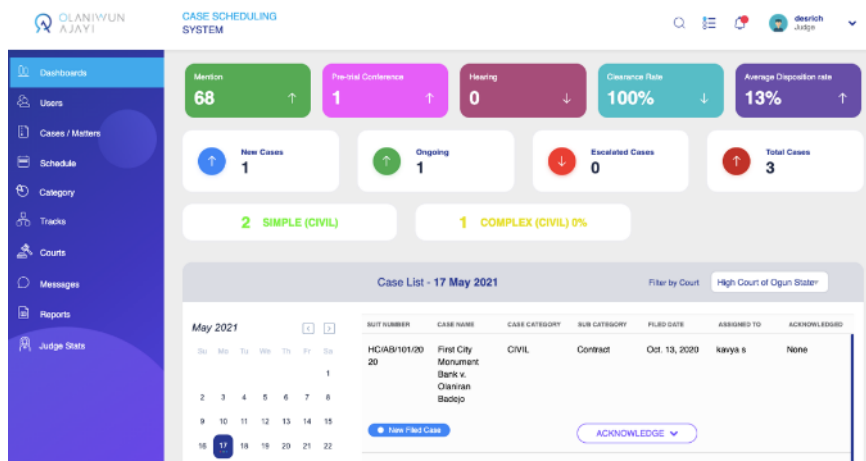 OLANIWUN
AJAYI
CASE SCHEDULING
SYSTEM
desrich
Judge
Dashboards
Users
Cases / Matters
Schedule
Category
Tracks
Courts
Messages
Reports
Judge Stats
Mention
68
Pre-trial Conference
1
Hearing
0
Clearance Rate
100%
Average Disposition rate
13%
New Cases
1
Ongoing
1
Escalated Cases
0
Total Cases
3
2 SIMPLE (CIVIL)
1 COMPLEX (CIVIL) 0%
Case List - 17 May 2021
Filter by Court
High Court of Ogun State
May 2021
Su Mo Tu We Th Fr Sa
1
2 3 4 5 6 7 8
9 10 11 12 13 14 15
16 17 18 19 20 21 22
SUIT NUMBER CASE NAME CASE CATEGORY SUB CATEGORY FILED DATE ASSIGNED TO ACKNOWLEDGED
HC/AB/101/20
20
First City
Monument
Bank v.
Olaniran
Badejo
CIVIL
Contract
Oct. 13, 2020
kavya s
None
New Filed Case
ACKNOWLEDGE